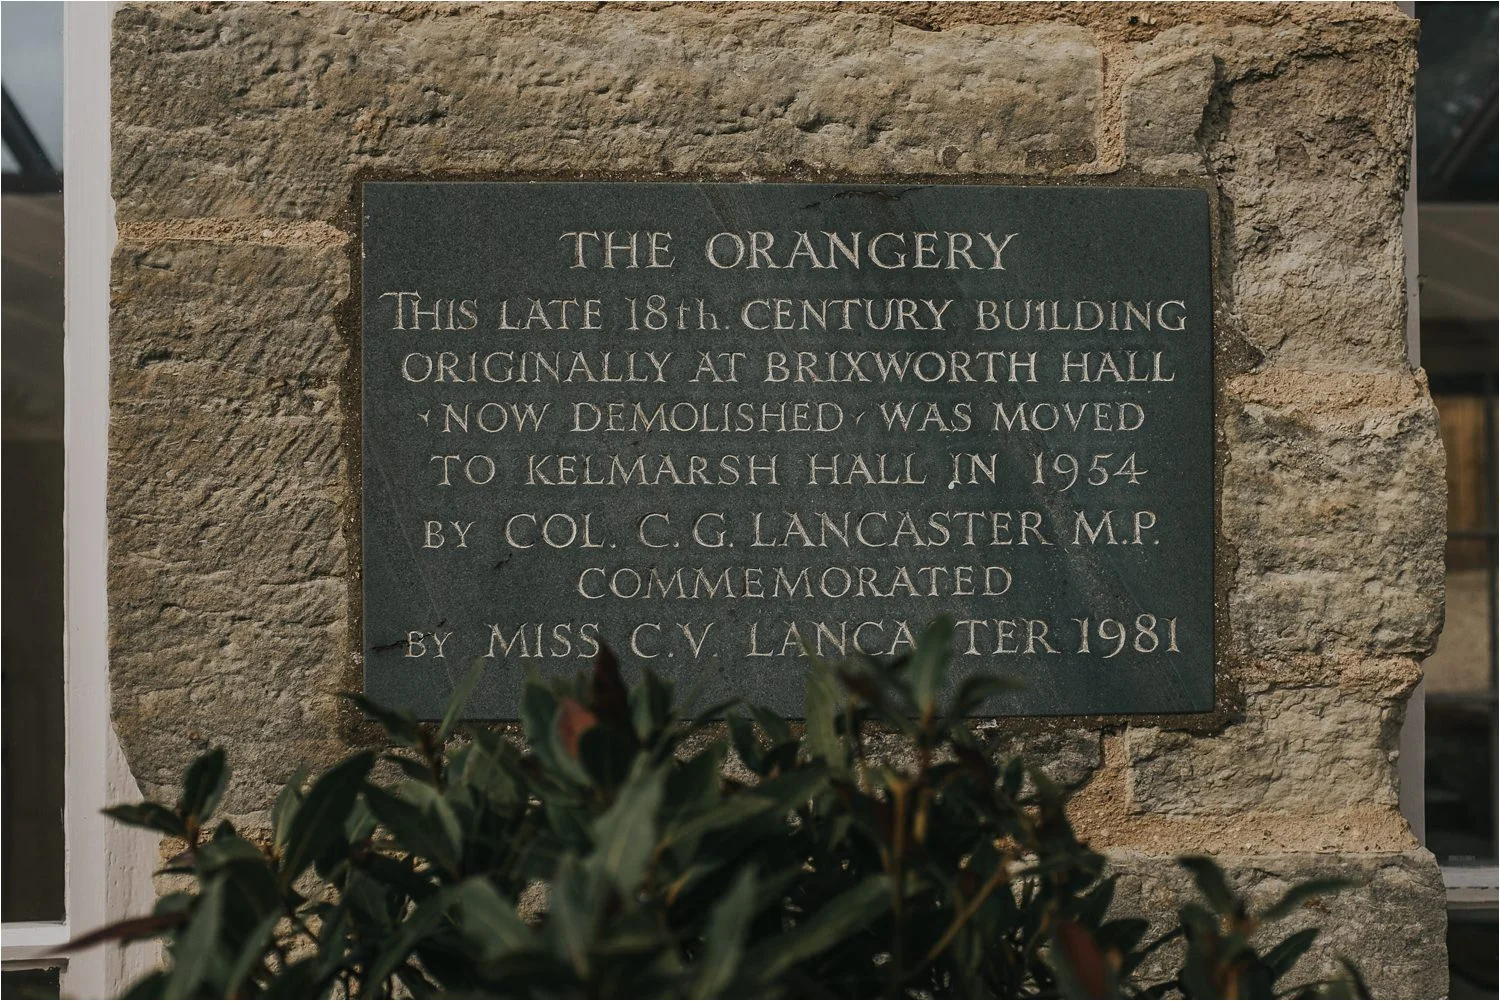 THE ORANGERY
THIS LATE 18th. CENTURY BUILDING
ORIGINALLY AT BRIXWORTH HALL
NOW DEMOLISHED WAS MOVED
TO KELMARSH HALL IN 1954
BY COL. C.G. LANCASTER M.P.
COMMEMORATED
BY MISS C.V. LANCASTER 1981